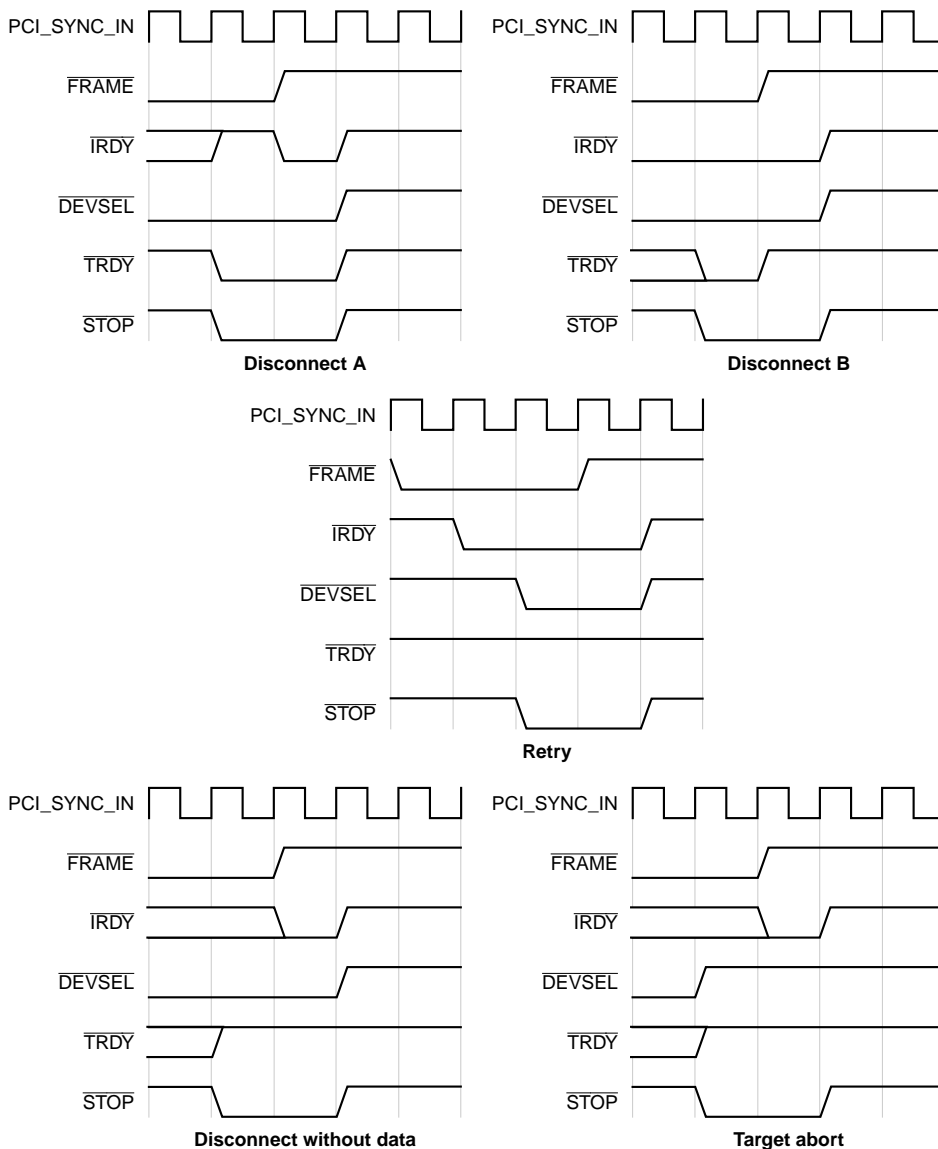 PCI_SYNC_IN
FRAME
IRDY
DEVSEL
TRDY
STOP
Disconnect A
PCI_SYNC_IN
FRAME
IRDY
DEVSEL
TRDY
STOP
Disconnect B
PCI_SYNC_IN
FRAME
IRDY
DEVSEL
TRDY
STOP
Retry
PCI_SYNC_IN
FRAME
IRDY
DEVSEL
TRDY
STOP
Disconnect without data
PCI_SYNC_IN
FRAME
IRDY
DEVSEL
TRDY
STOP
Target abort